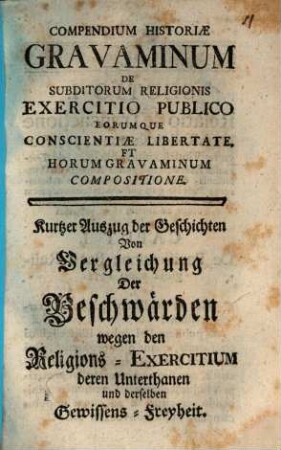 COMPENDIUM HISTORIÆ
GRAVAMINUM
DE
SUBDITORUM RELIGIONIS
EXERCITIO PUBLICO
EORUMQUE
CONSCIENTIÆ LIBERTATE,
ET
HORUM GRAVAMINUM
COMPOSITIONE.
Kurtzer Auszug der Geschichten
Von
Vergleichung
Der
Beschwärden
wegen den
Religions-EXERCITIUM
deren Unterthanen
und derselben
Gewissens-Freyheit.